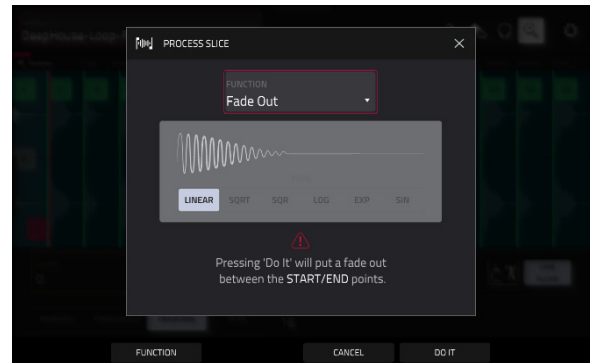 PROCESS SLICE
FUNCTION
Fade Out
LINEAR SQRT SQR LOG EXP SIN
Pressing 'Do It' will put a fade out
between the START/END points.
FUNCTION CANCEL DO IT